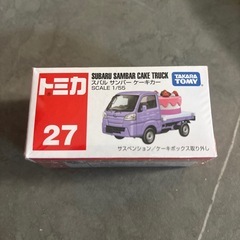 トミカ
SUBARU SAMBAR CAKE TRUCK
スバル サンバー ケーキカー
SCALE 1/55
TAKARA TOMY
27
サスペンション／ケーキボックス取り外し